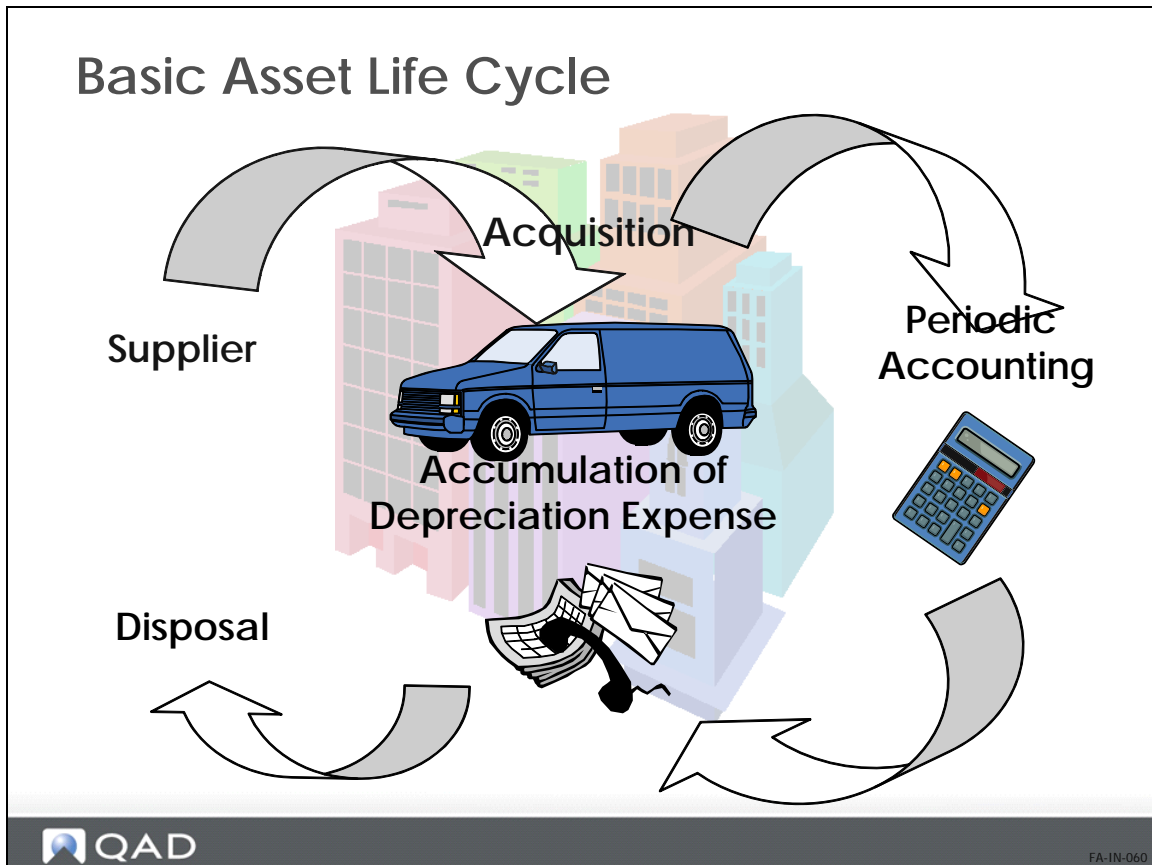 Basic Asset Life Cycle
Acquisition
Supplier
Periodic
Accounting
Accumulation of
Depreciation Expense
Disposal
QAD
FA-IN-060